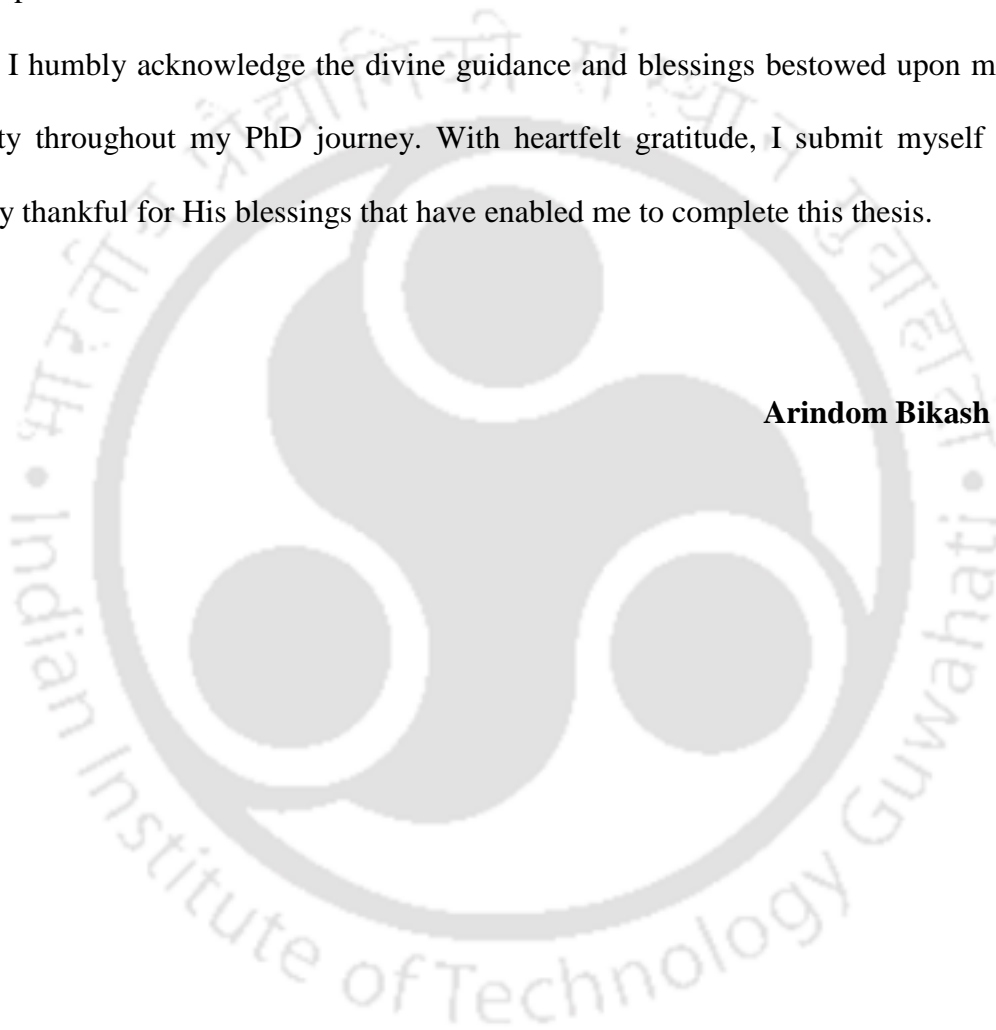 I humbly acknowledge the divine guidance and blessings bestowed upon m
ty throughout my PhD journey. With heartfelt gratitude, I submit myself
y thankful for His blessings that have enabled me to complete this thesis.
Arindom Bikash
भारतीय प्रौद्योगिकी संस्थान गुवाहाटी
Indian Institute of Technology Guwahati